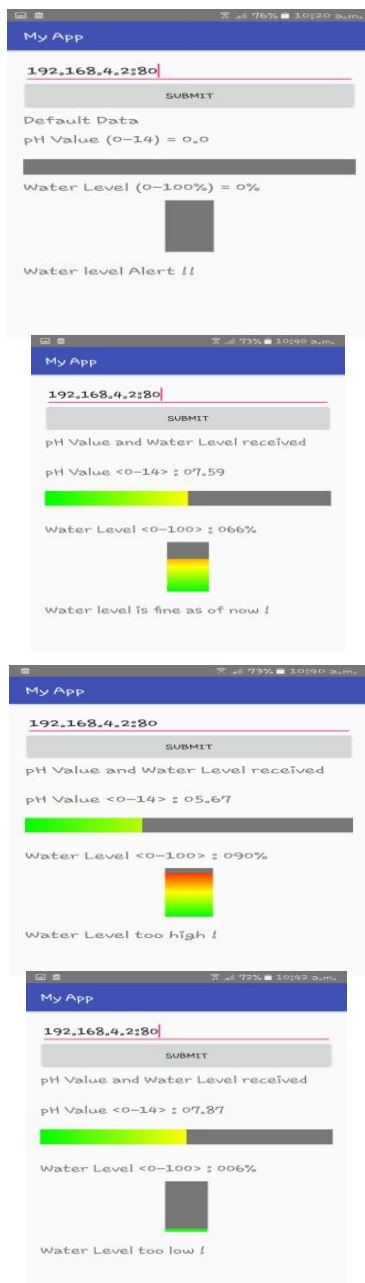 76% 10:20 a.m.
My App
192.168.4.2:80
SUBMIT
Default Data
pH Value (0-14) = 0.0
Water Level (0-100%) = 0%
Water level Alert !!
73% 10:40 a.m.
My App
192.168.4.2:80
SUBMIT
pH Value and Water Level received
pH Value <0-14> : 07.59
Water Level <0-100> : 066%
Water level is fine as of now !
73% 10:40 a.m.
My App
192.168.4.2:80
SUBMIT
pH Value and Water Level received
pH Value <0-14> : 05.67
Water Level <0-100> : 090%
Water Level too high !
72% 10:42 a.m.
My App
192.168.4.2:80
SUBMIT
pH Value and Water Level received
pH Value <0-14> : 07.87
Water Level <0-100> : 006%
Water Level too low !